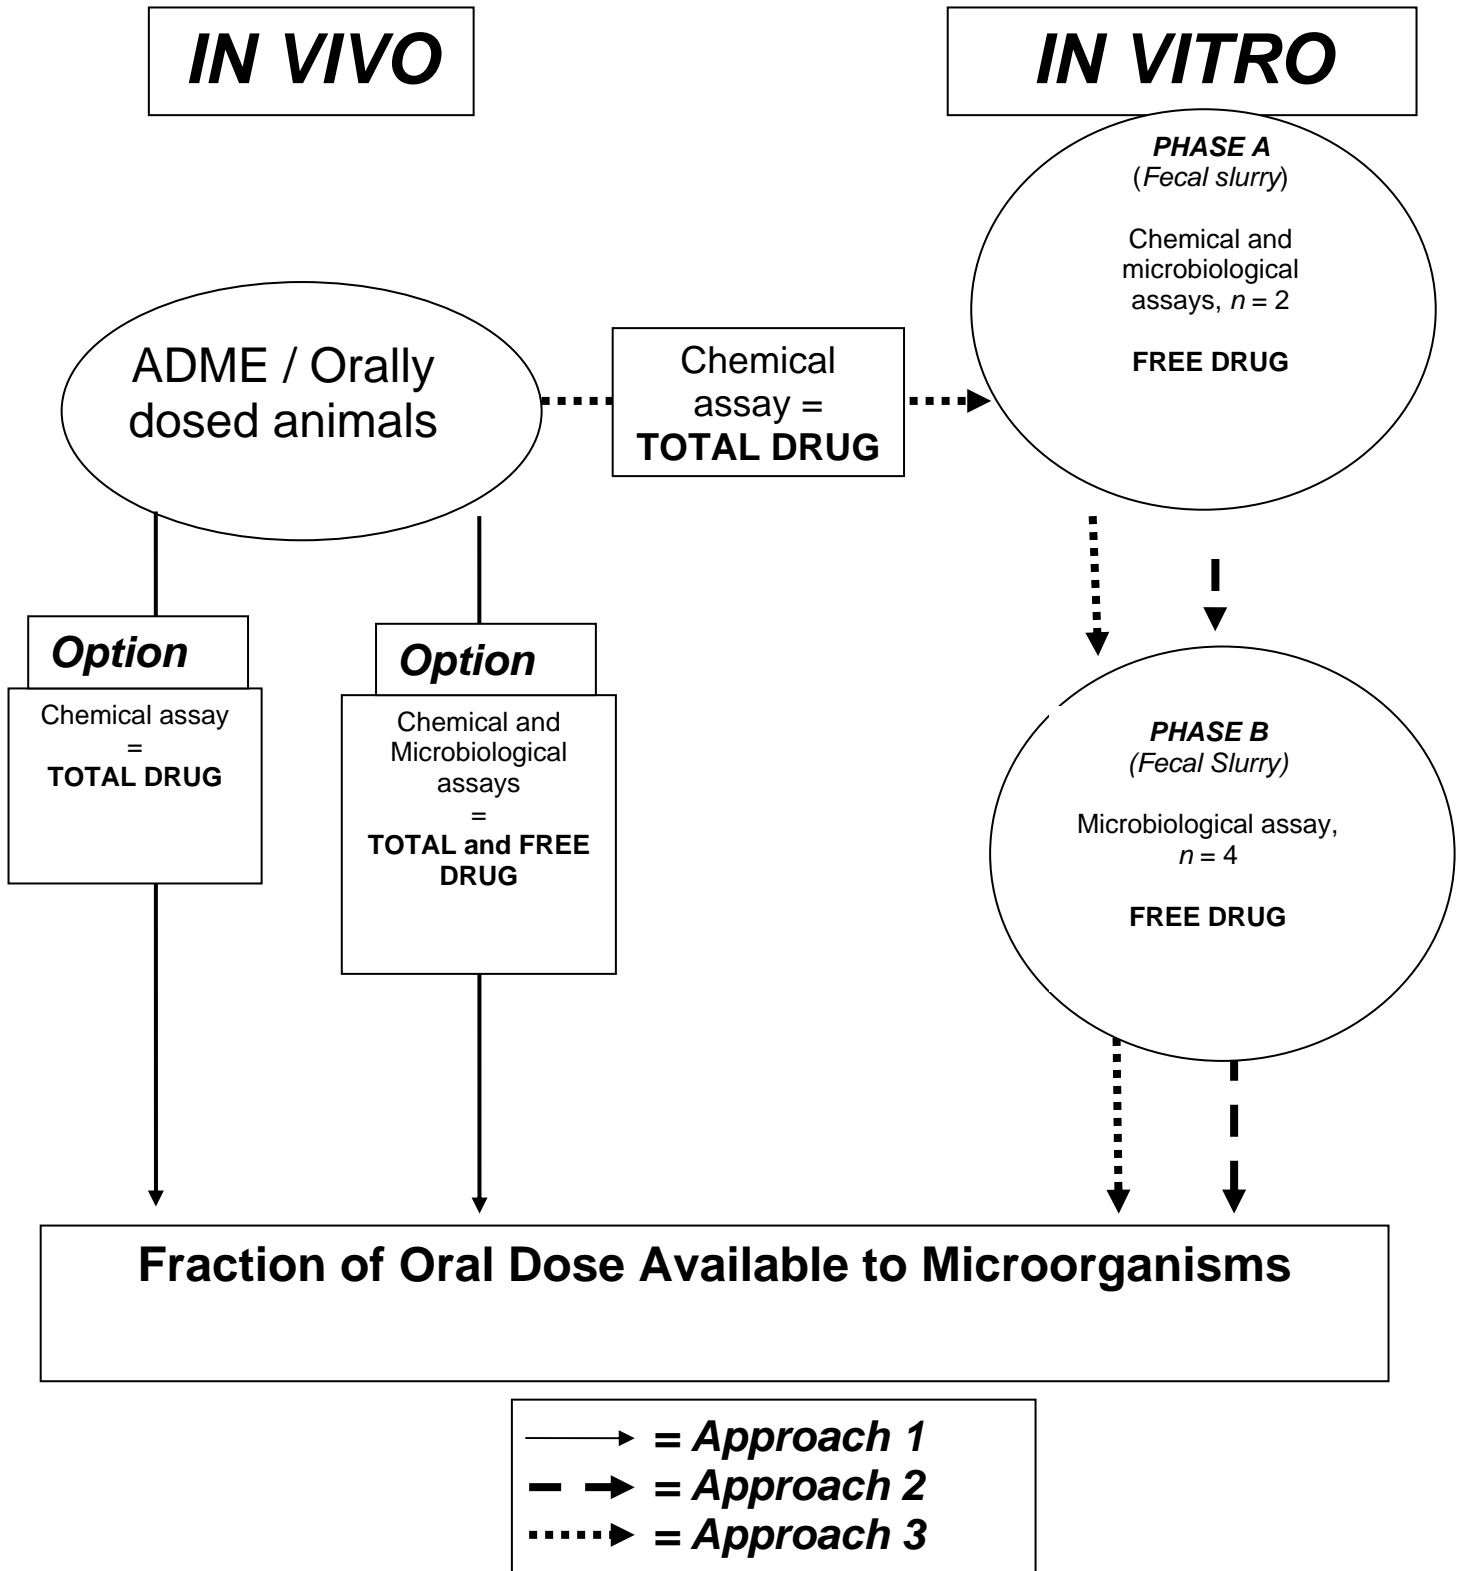 IN VIVO
IN VITRO
PHASE A
(Fecal slurry)
Chemical and
microbiological
assays, n = 2
FREE DRUG
ADME / Orally
dosed animals
Chemical
assay =
TOTAL DRUG
Option
Chemical assay
=
TOTAL DRUG
Option
Chemical and
Microbiological
assays
=
TOTAL and FREE
DRUG
PHASE B
(Fecal Slurry)
Microbiological assay,
n = 4
FREE DRUG
Fraction of Oral Dose Available to Microorganisms
= Approach 1
= Approach 2
= Approach 3